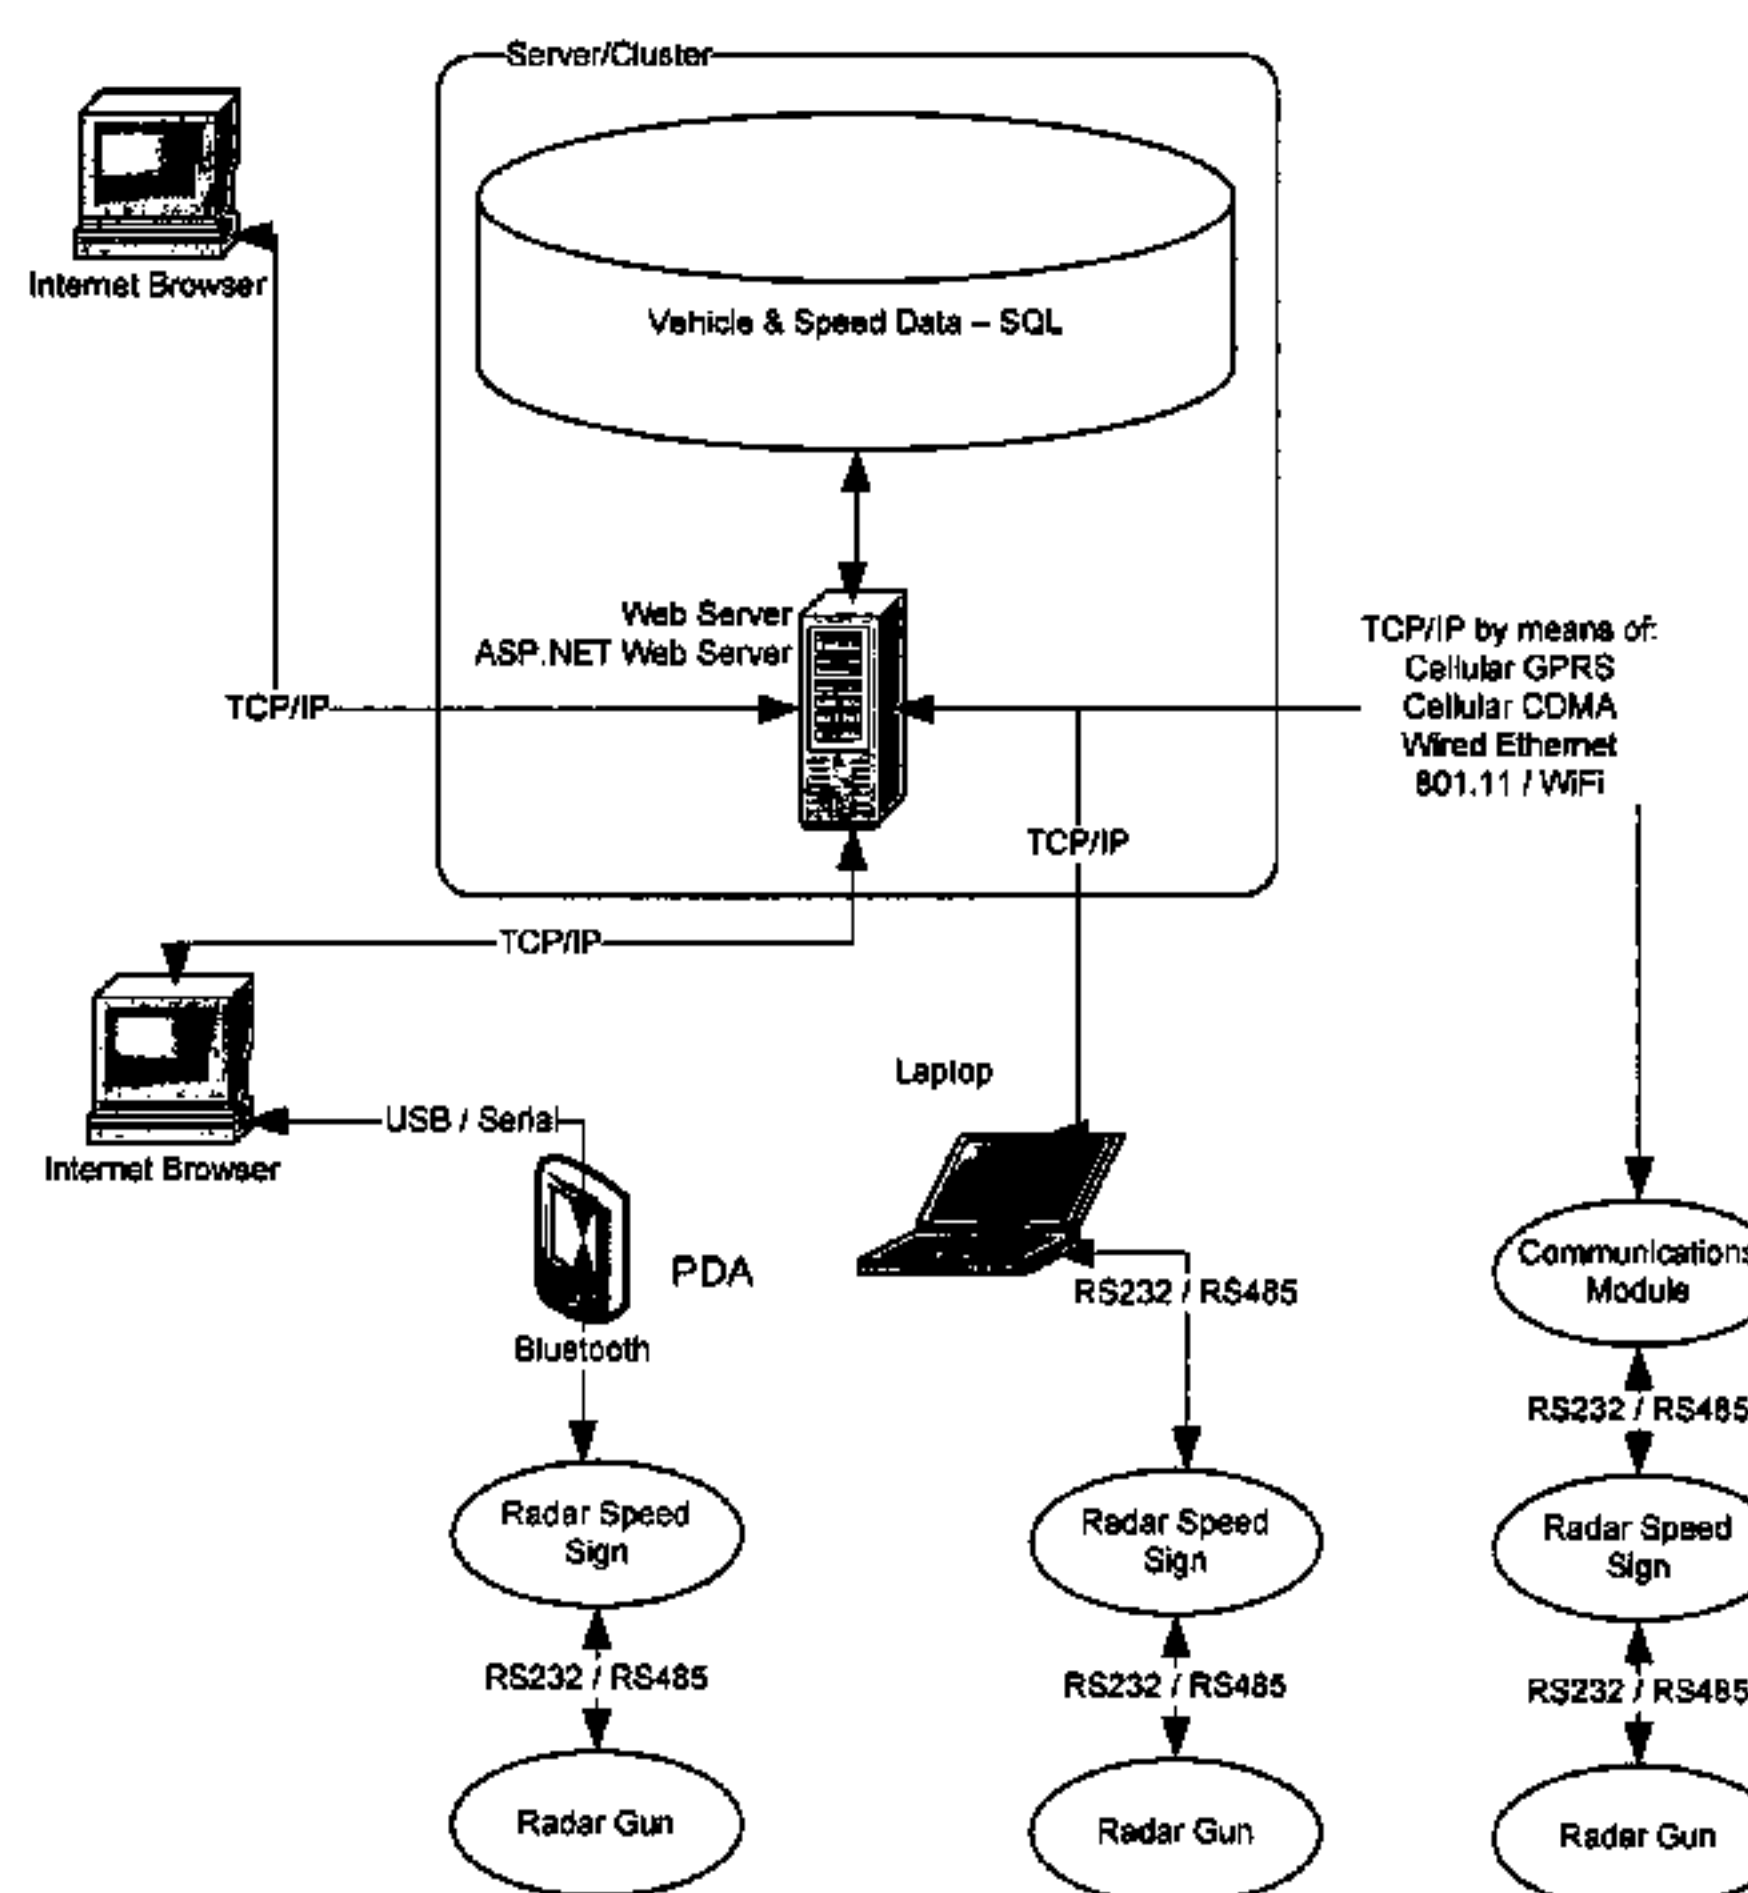 Server/Cluster
Internet Browser
Vehicle & Speed Data – SQL
Web Server
ASP.NET Web Server
TCP/IP
TCP/IP by means of:
Cellular GPRS
Cellular CDMA
Wired Ethernet
801.11 / WiFi
TCP/IP
TCP/IP
Laptop
USB / Serial
Internet Browser
PDA
Bluetooth
RS232 / RS485
Communications
Module
RS232 / RS485
Radar Speed
Sign
Radar Speed
Sign
Radar Speed
Sign
RS232 / RS485
RS232 / RS485
RS232 / RS485
Radar Gun
Radar Gun
Radar Gun